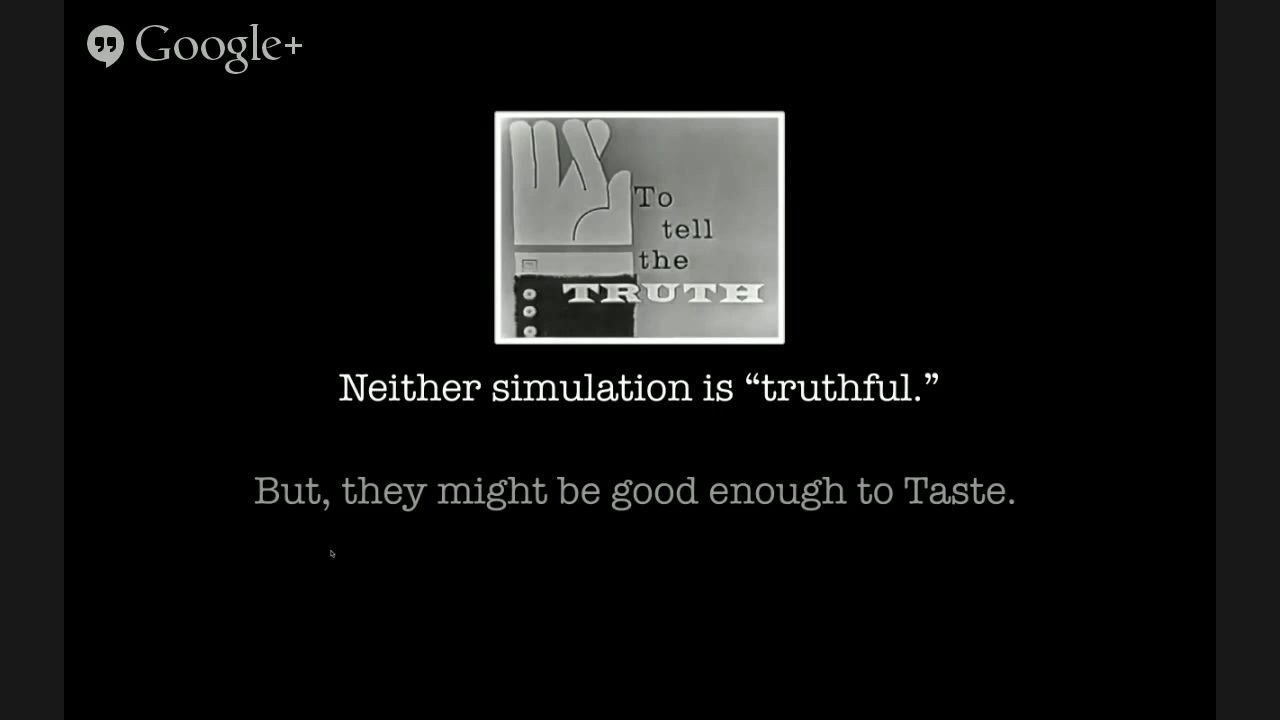 Google+
To
tell
the
TRUTH
Neither simulation is “truthful.”
But, they might be good enough to Taste.